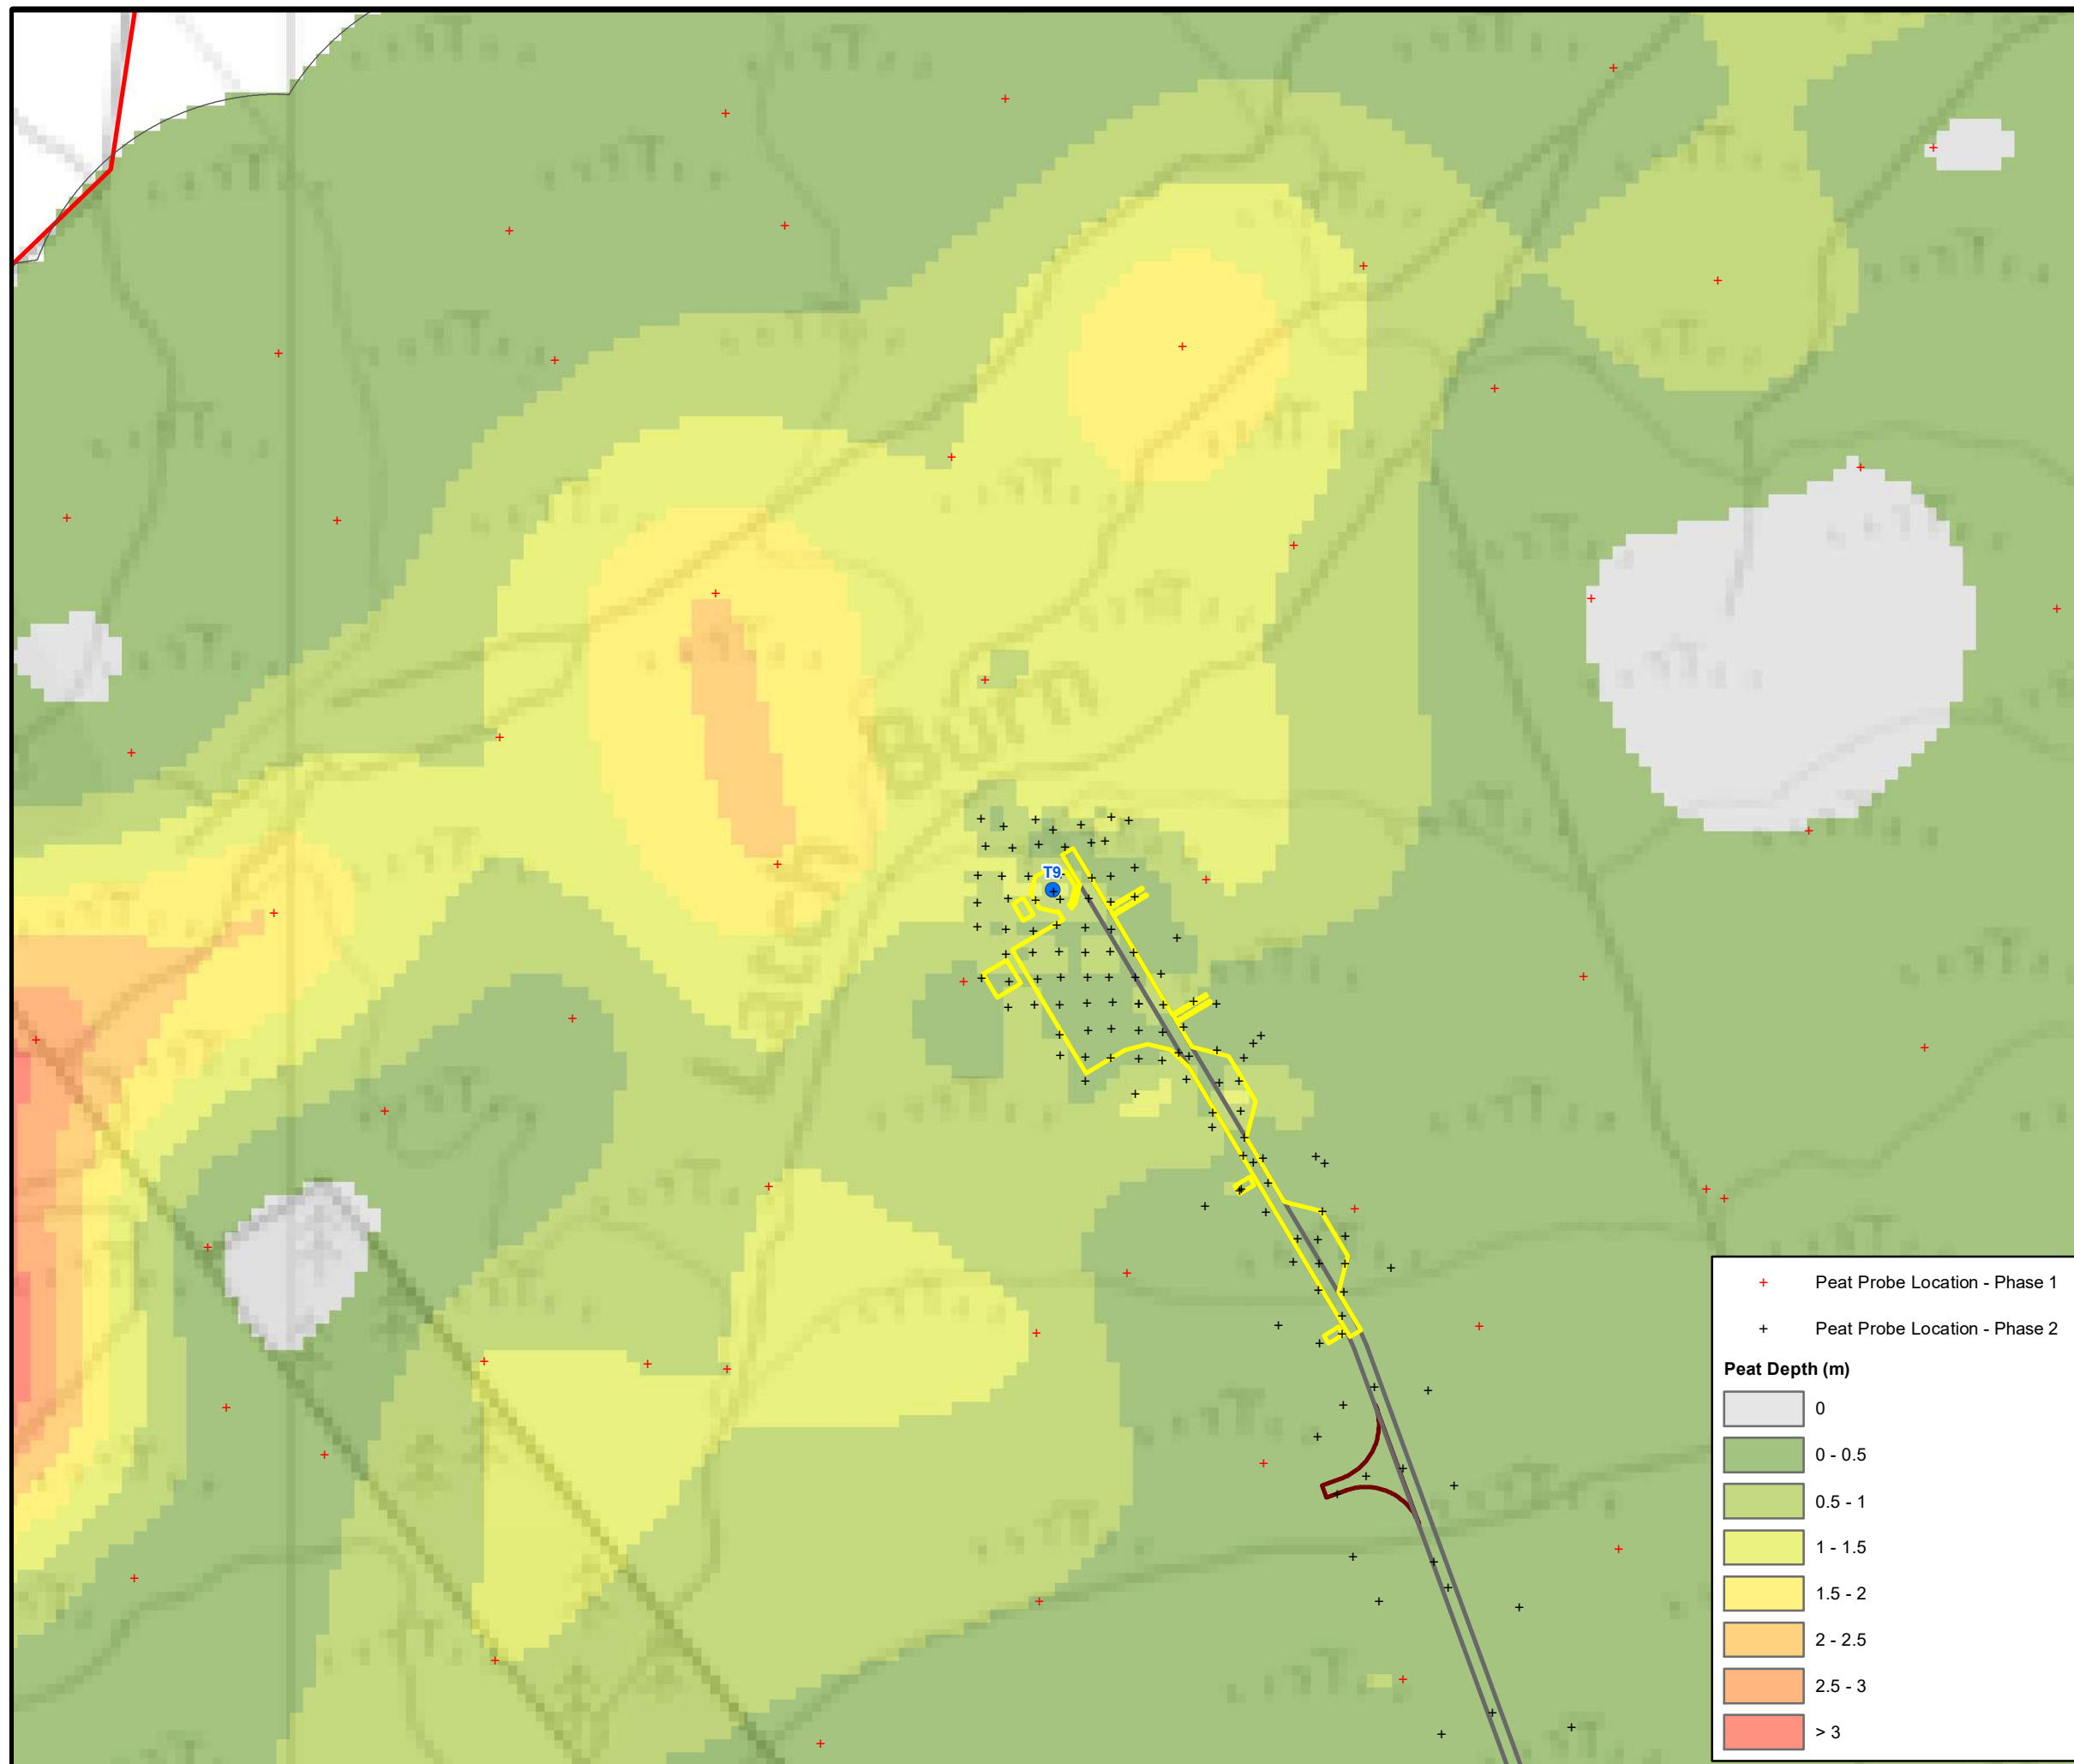 Burn
T9
Larch
Peat Probe Location - Phase 1
Peat Probe Location - Phase 2
Peat Depth (m)
0
0 - 0.5
0.5 - 1
1 - 1.5
1.5 - 2
2 - 2.5
2.5 - 3
> 3